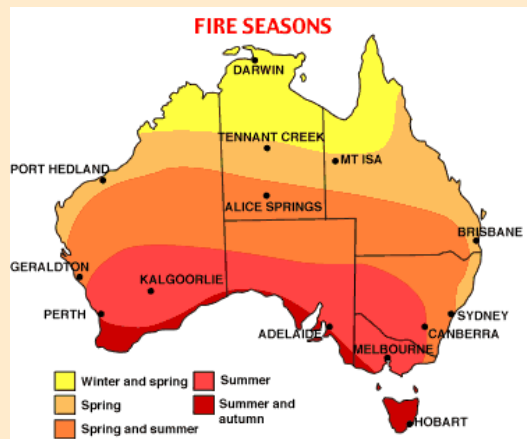 FIRE SEASONS
DARWIN
TENNANT CREEK
MT ISA
PORT HEDLAND
ALICE SPRINGS
BRISBANE
GERALDTON
KALGOORLIE
PERTH
SYDNEY
ADELAIDE
CANBERRA
MELBOURNE
HOBART
Winter and spring
Spring
Spring and summer
Summer
Summer and
autumn